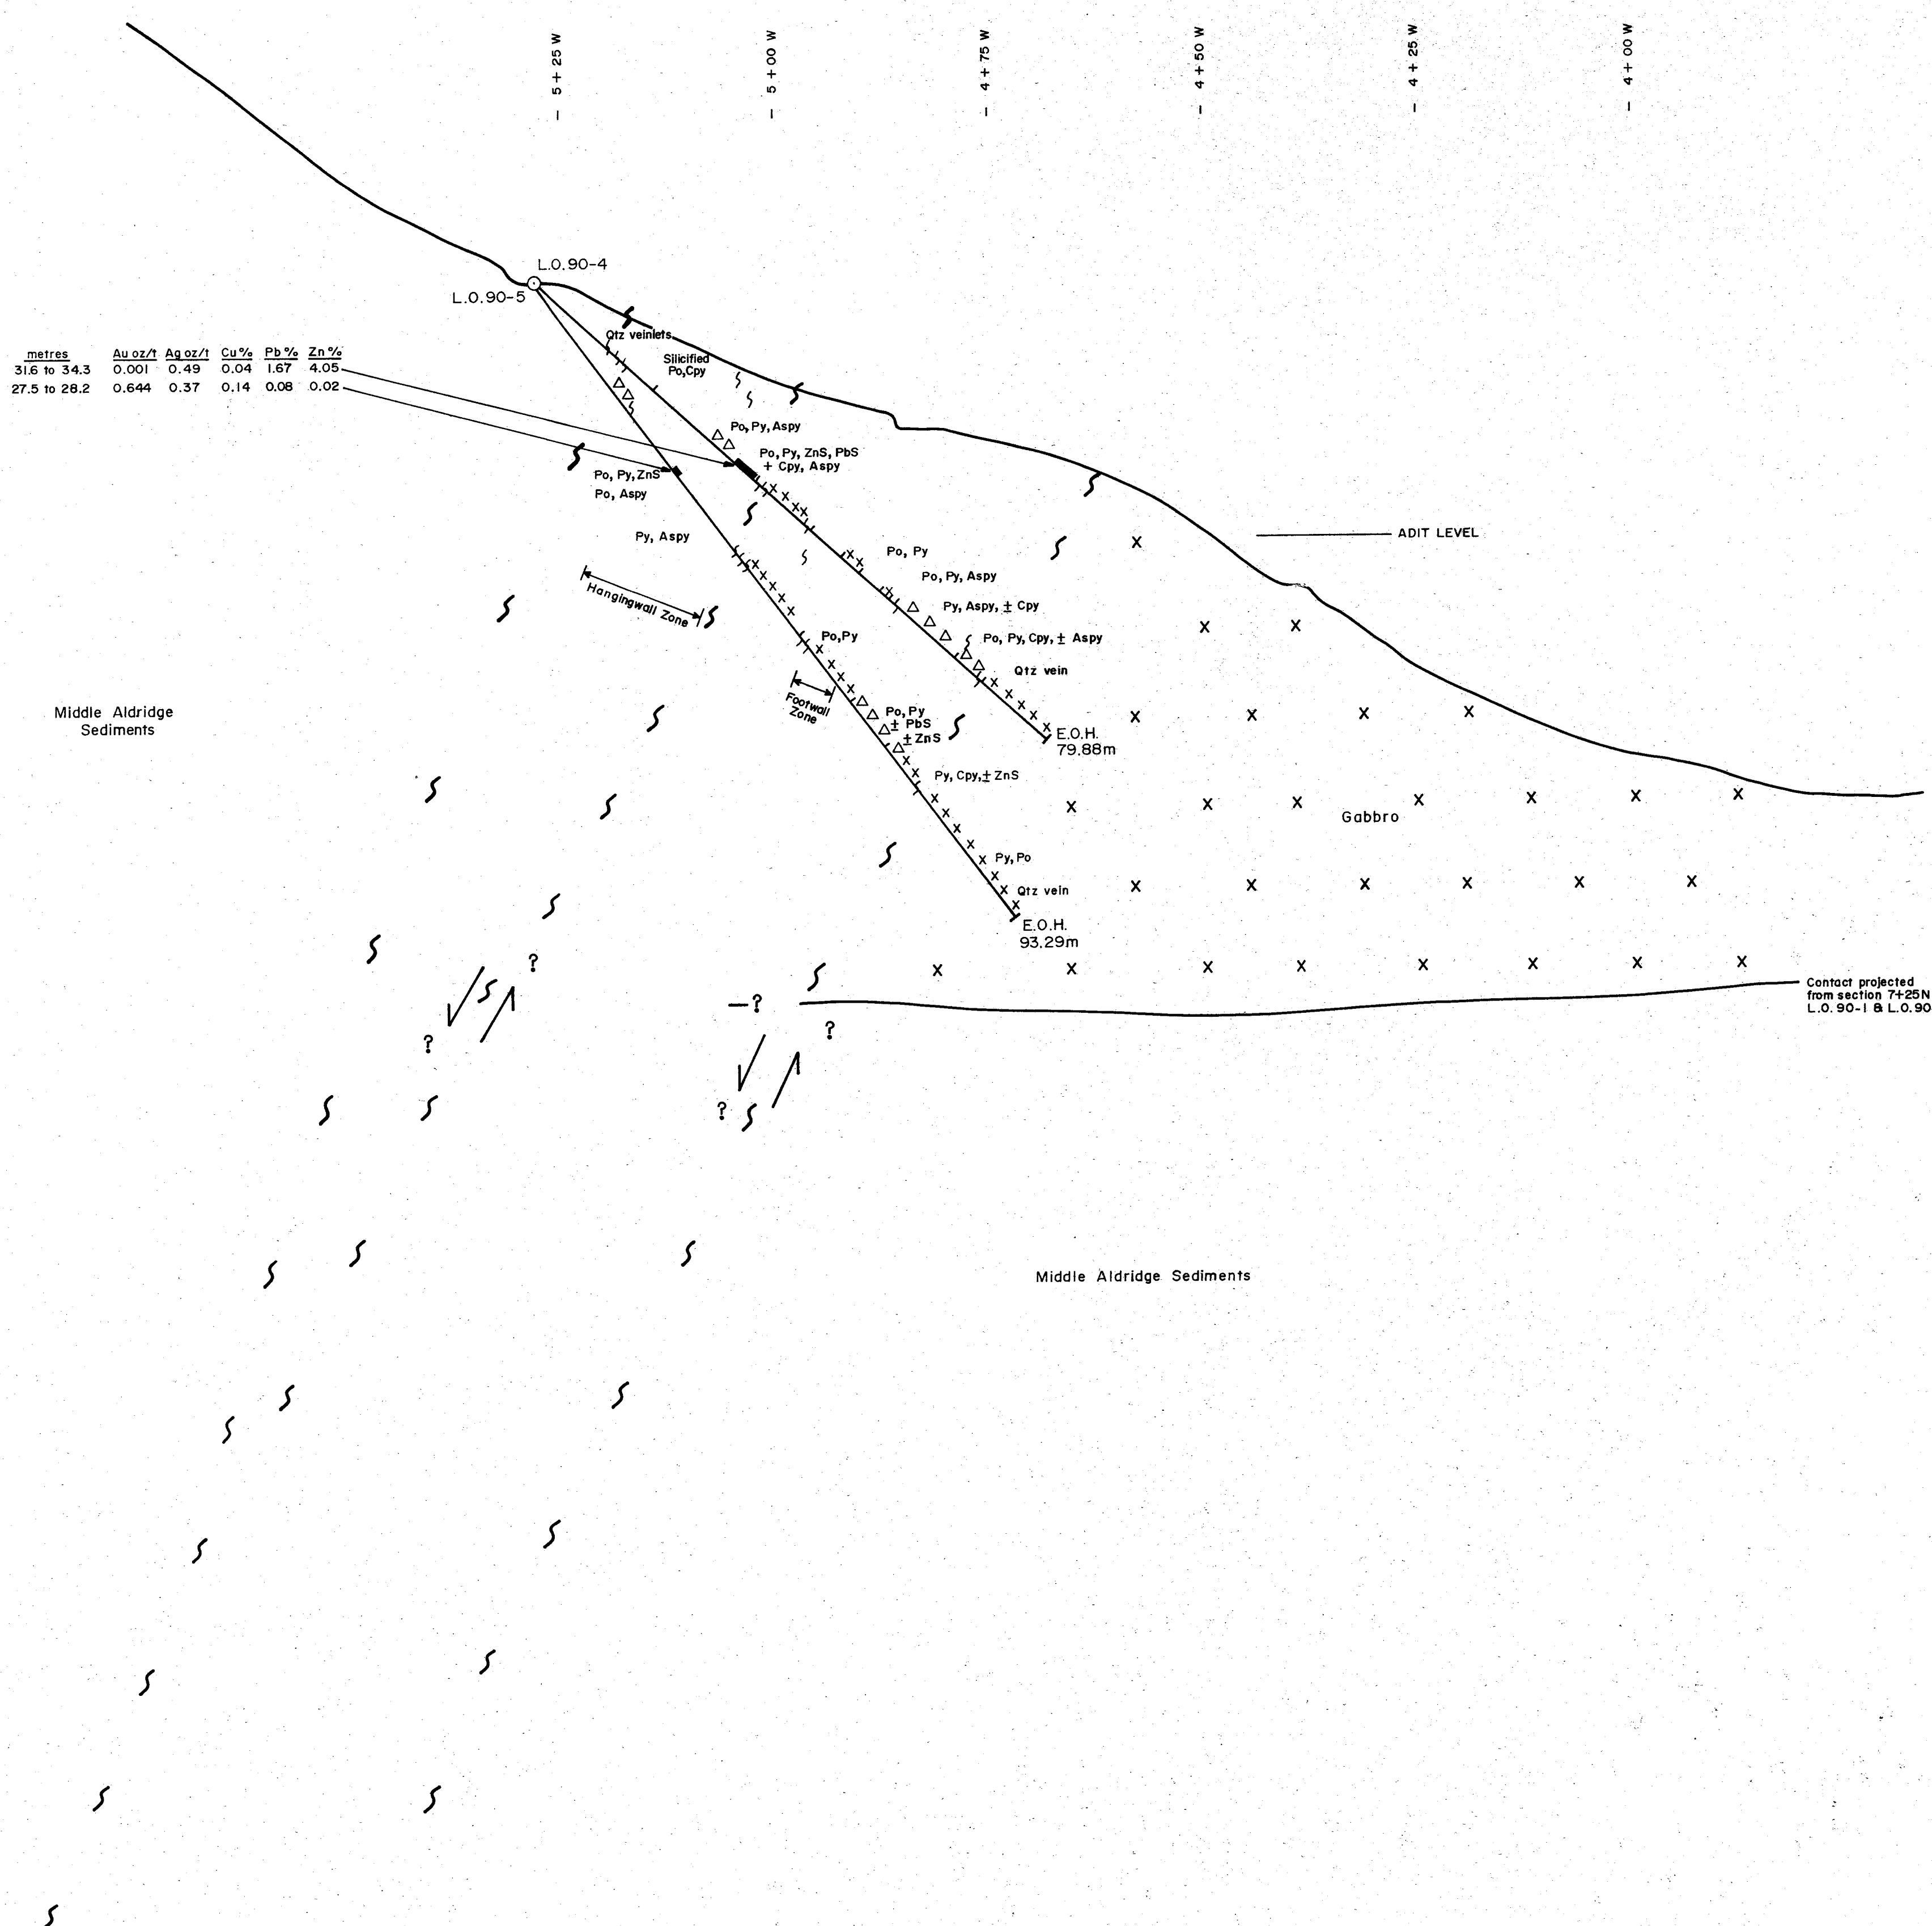 5 + 25 W
5 + 00 W
4 + 75 W
4 + 50 W
4 + 25 W
4 + 00 W
L.O.90-4
L.O.90-5
metres Au oz/t Ag oz/t Cu% Pb% Zn%
31.6 to 34.3 0.001 0.49 0.04 1.67 4.05
27.5 to 28.2 0.644 0.37 0.14 0.08 0.02
Qtz veinlets
Silicified
Po,Cpy
Po, Py, Aspy
Po, Py, ZnS, PbS
+ Cpy, Aspy
Po, Py, ZnS
Po, Aspy
Py, Aspy
Hangingwall Zone
ADIT LEVEL
Po, Py
Po, Py, Aspy
Py, Aspy, ± Cpy
Po, Py, Cpy, ± Aspy
Qtz vein
E.O.H.
79.88m
Po,Py
Footwall
Zone
Po, Py
± PbS
± ZnS
Py, Cpy,± ZnS
Py, Po
Qtz vein
E.O.H.
93.29m
Middle Aldridge
Sediments
Gabbro
?
?
—?
?
?
Contact projected
from section 7+25N
L.O. 90-1 & L.O.90
Middle Aldridge Sediments